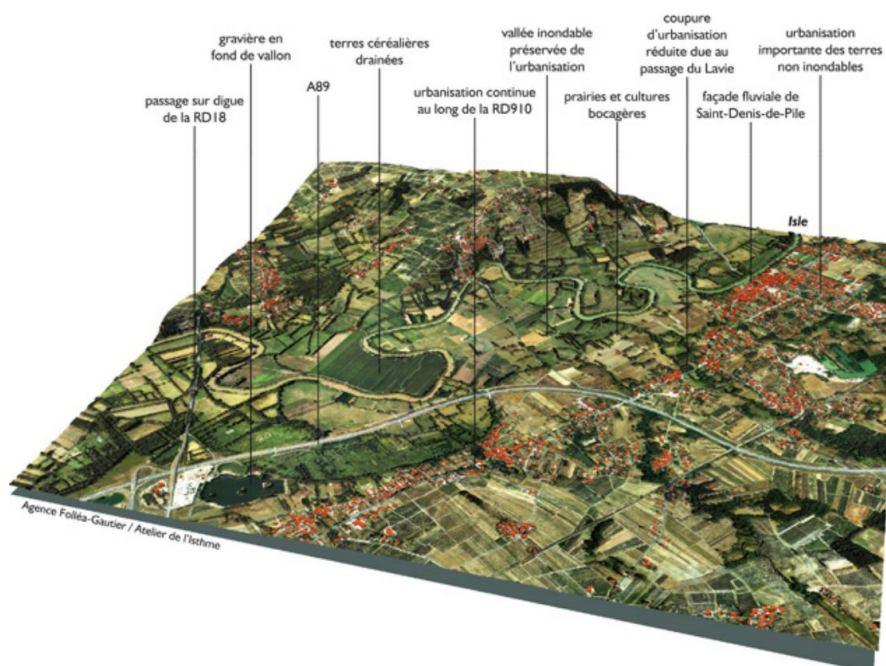 gravière en
fond de vallon
terres céréalières
drainées
vallée inondable
préservée de
l'urbanisation
coupure
d'urbanisation
réduite due au
passage du Lavie
urbanisation
importante des terres
non inondables
passage sur digue
de la RD18
A89
urbanisation continue
au long de la RD910
prairies et cultures
bocagères
façade fluviale de
Saint-Denis-de-Pile
Isle
Agence Folléa-Gautier / Atelier de l'Isthme